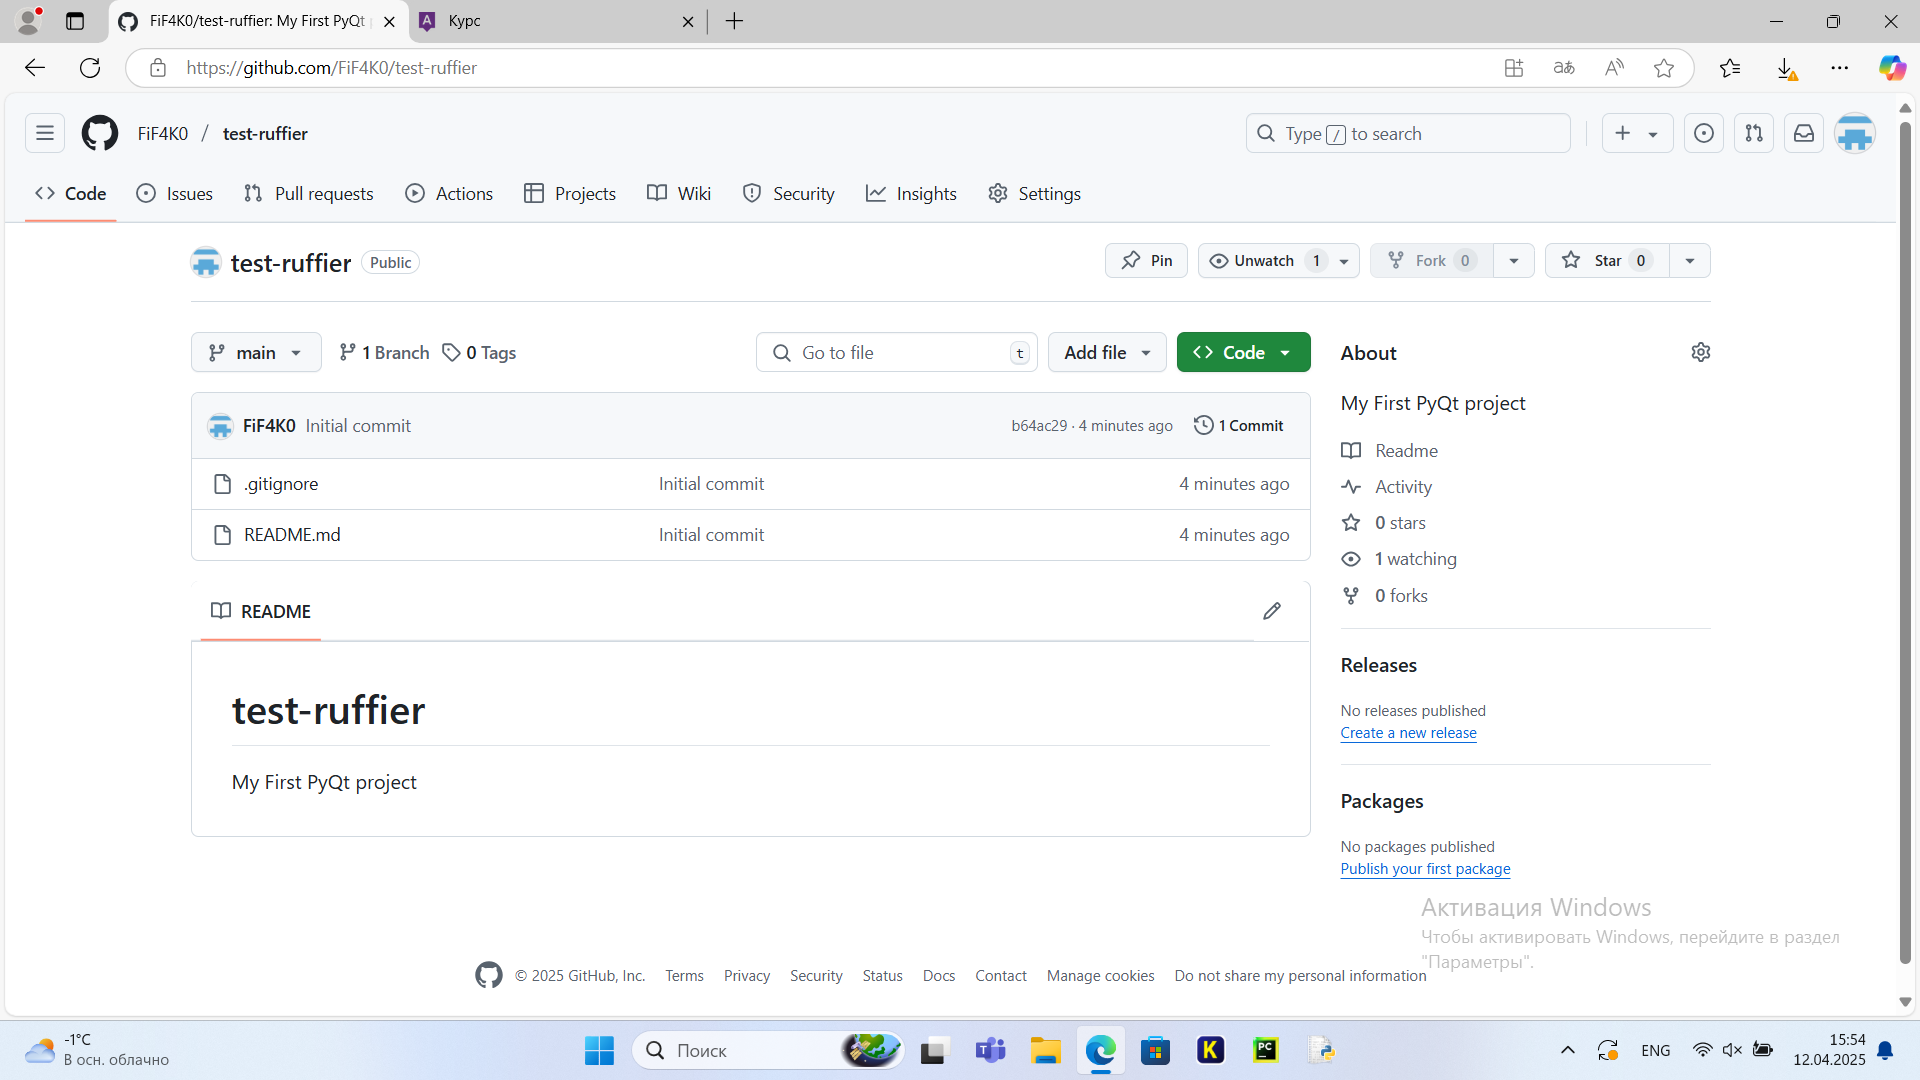 FiF4K0/test-ruffier: My First PyQt
Курс
https://github.com/FiF4K0/test-ruffier
FiF4K0 / test-ruffier
Type / to search
Code Issues Pull requests Actions Projects Wiki Security Insights Settings
test-ruffier Public
Pin Unwatch 1 Fork 0 Star 0
main 1 Branch 0 Tags Go to file t Add file Code
FiF4K0 Initial commit b64ac29 · 4 minutes ago 1 Commit
.gitignore Initial commit 4 minutes ago
README.md Initial commit 4 minutes ago
README
test-ruffier
My First PyQt project
About
My First PyQt project
Readme
Activity
0 stars
1 watching
0 forks
Releases
No releases published
Create a new release
Packages
No packages published
Publish your first package
Активация Windows
Чтобы активировать Windows, перейдите в раздел
"Параметры".
© 2025 GitHub, Inc. Terms Privacy Security Status Docs Contact Manage cookies Do not share my personal information
-1°C
В осн. облачно
Поиск
PC
ENG
15:54
12.04.2025